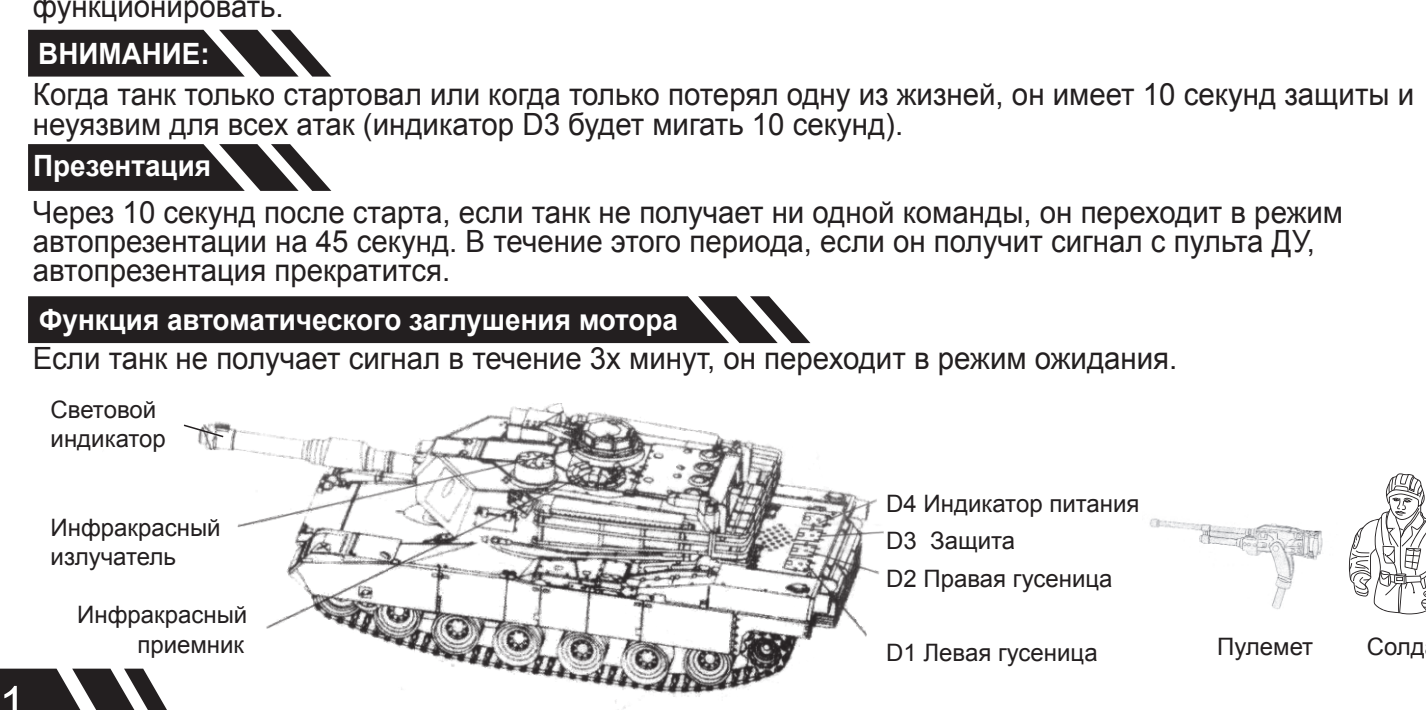 функционировать.
ВНИМАНИЕ:
Когда танк только стартовал или когда только потерял одну из жизней, он имеет 10 секунд защиты и
неуязвим для всех атак (индикатор D3 будет мигать 10 секунд).
Презентация
Через 10 секунд после старта, если танк не получает ни одной команды, он переходит в режим
автопрезентации на 45 секунд. В течение этого периода, если он получит сигнал с пульта ДУ,
автопрезентация прекратится.
Функция автоматического заглушения мотора
Если танк не получает сигнал в течение 3х минут, он переходит в режим ожидания.
Световой
индикатор
Инфракрасный
излучатель
Инфракрасный
приемник
D4 Индикатор питания
D3 Защита
D2 Правая гусеница
D1 Левая гусеница
Пулемет
1